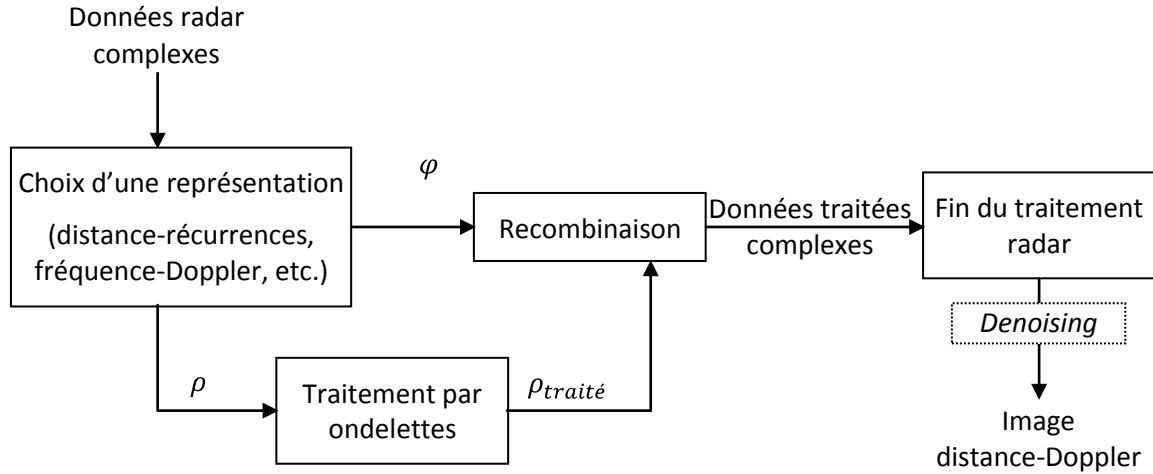 Données radar
complexes
Choix d'une représentation
(distance-récurrences,
fréquence-Doppler, etc.)
φ
Recombinaison
Données traitées
complexes
Fin du traitement
radar
Denoising
ρ
Traitement par
ondelettes
ρtraité
Image
distance-Doppler